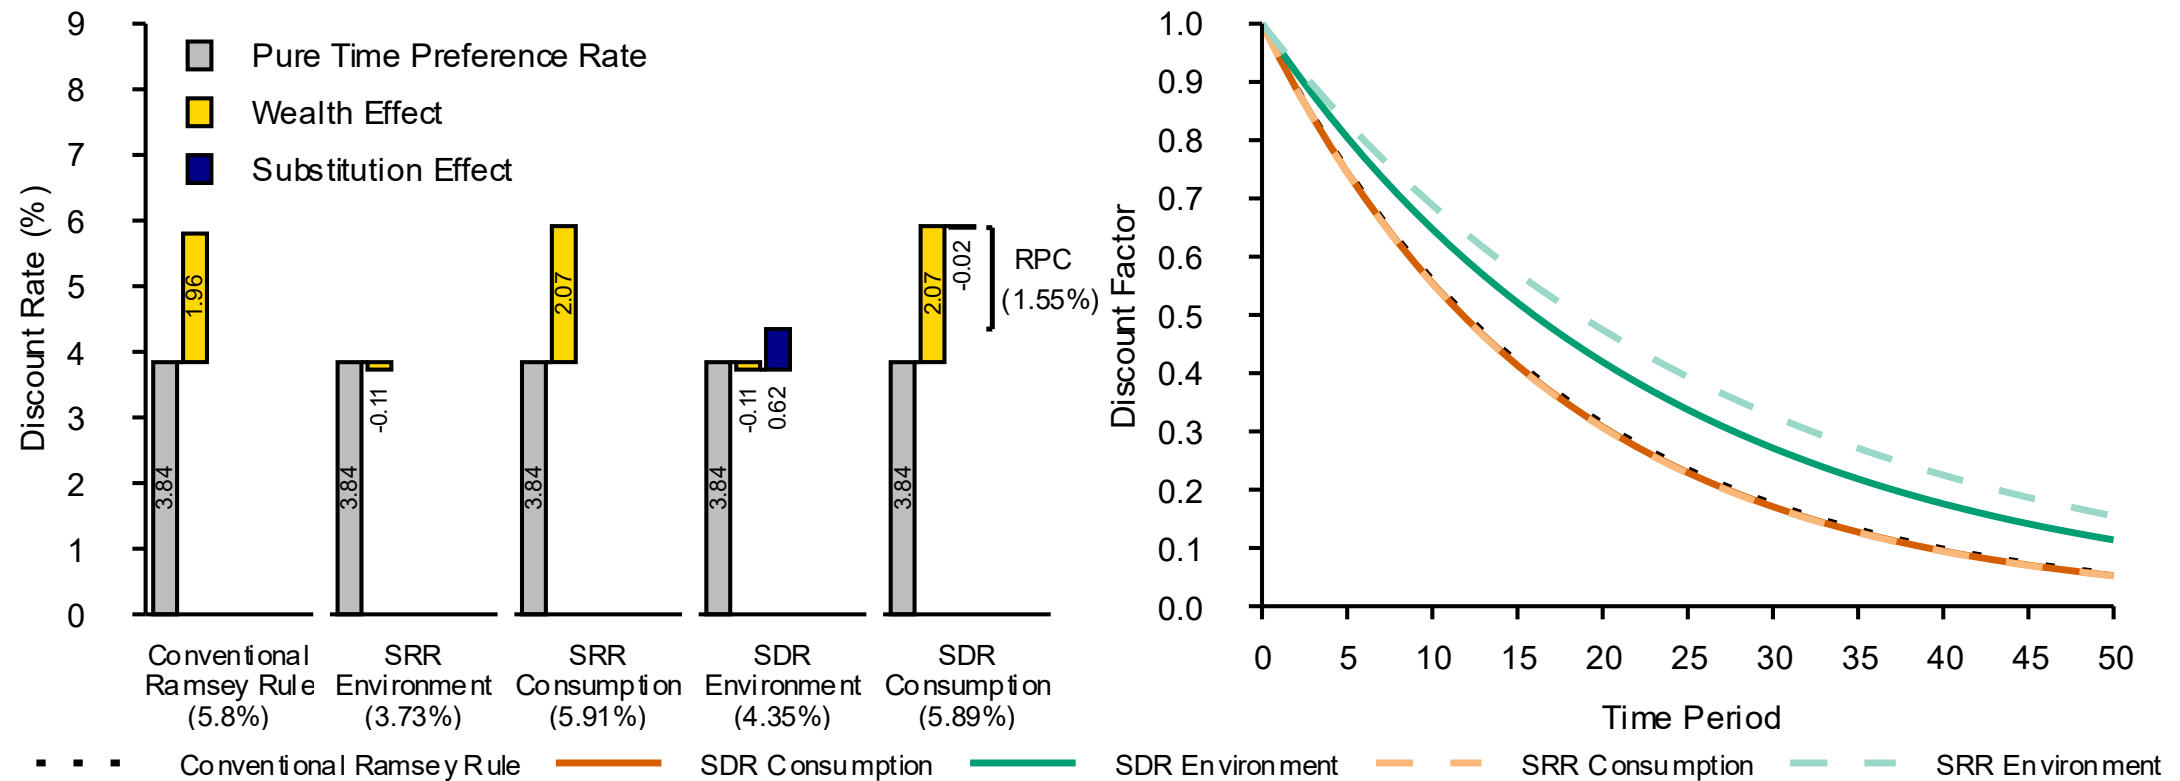 9
8
7
6
5
4
3
2
1
0
Discount Rate (%)
Pure Time Preference Rate
Wealth Effect
Substitution Effect
3.84
1.96
3.84
-0.11
3.84
2.07
3.84
-0.11
0.62
3.84
2.07
-0.02
RPC
(1.55%)
Conventional
Ramsey Rule
(5.8%)
SRR
Environment
(3.73%)
SRR
Consumption
(5.91%)
SDR
Environment
(4.35%)
SDR
Consumption
(5.89%)
1.0
0.9
0.8
0.7
0.6
0.5
0.4
0.3
0.2
0.1
0.0
Discount Factor
0 5 10 15 20 25 30 35 40 45 50
Time Period
Conventional Ramsey Rule SDR Consumption SDR Environment SRR Consumption SRR Environment